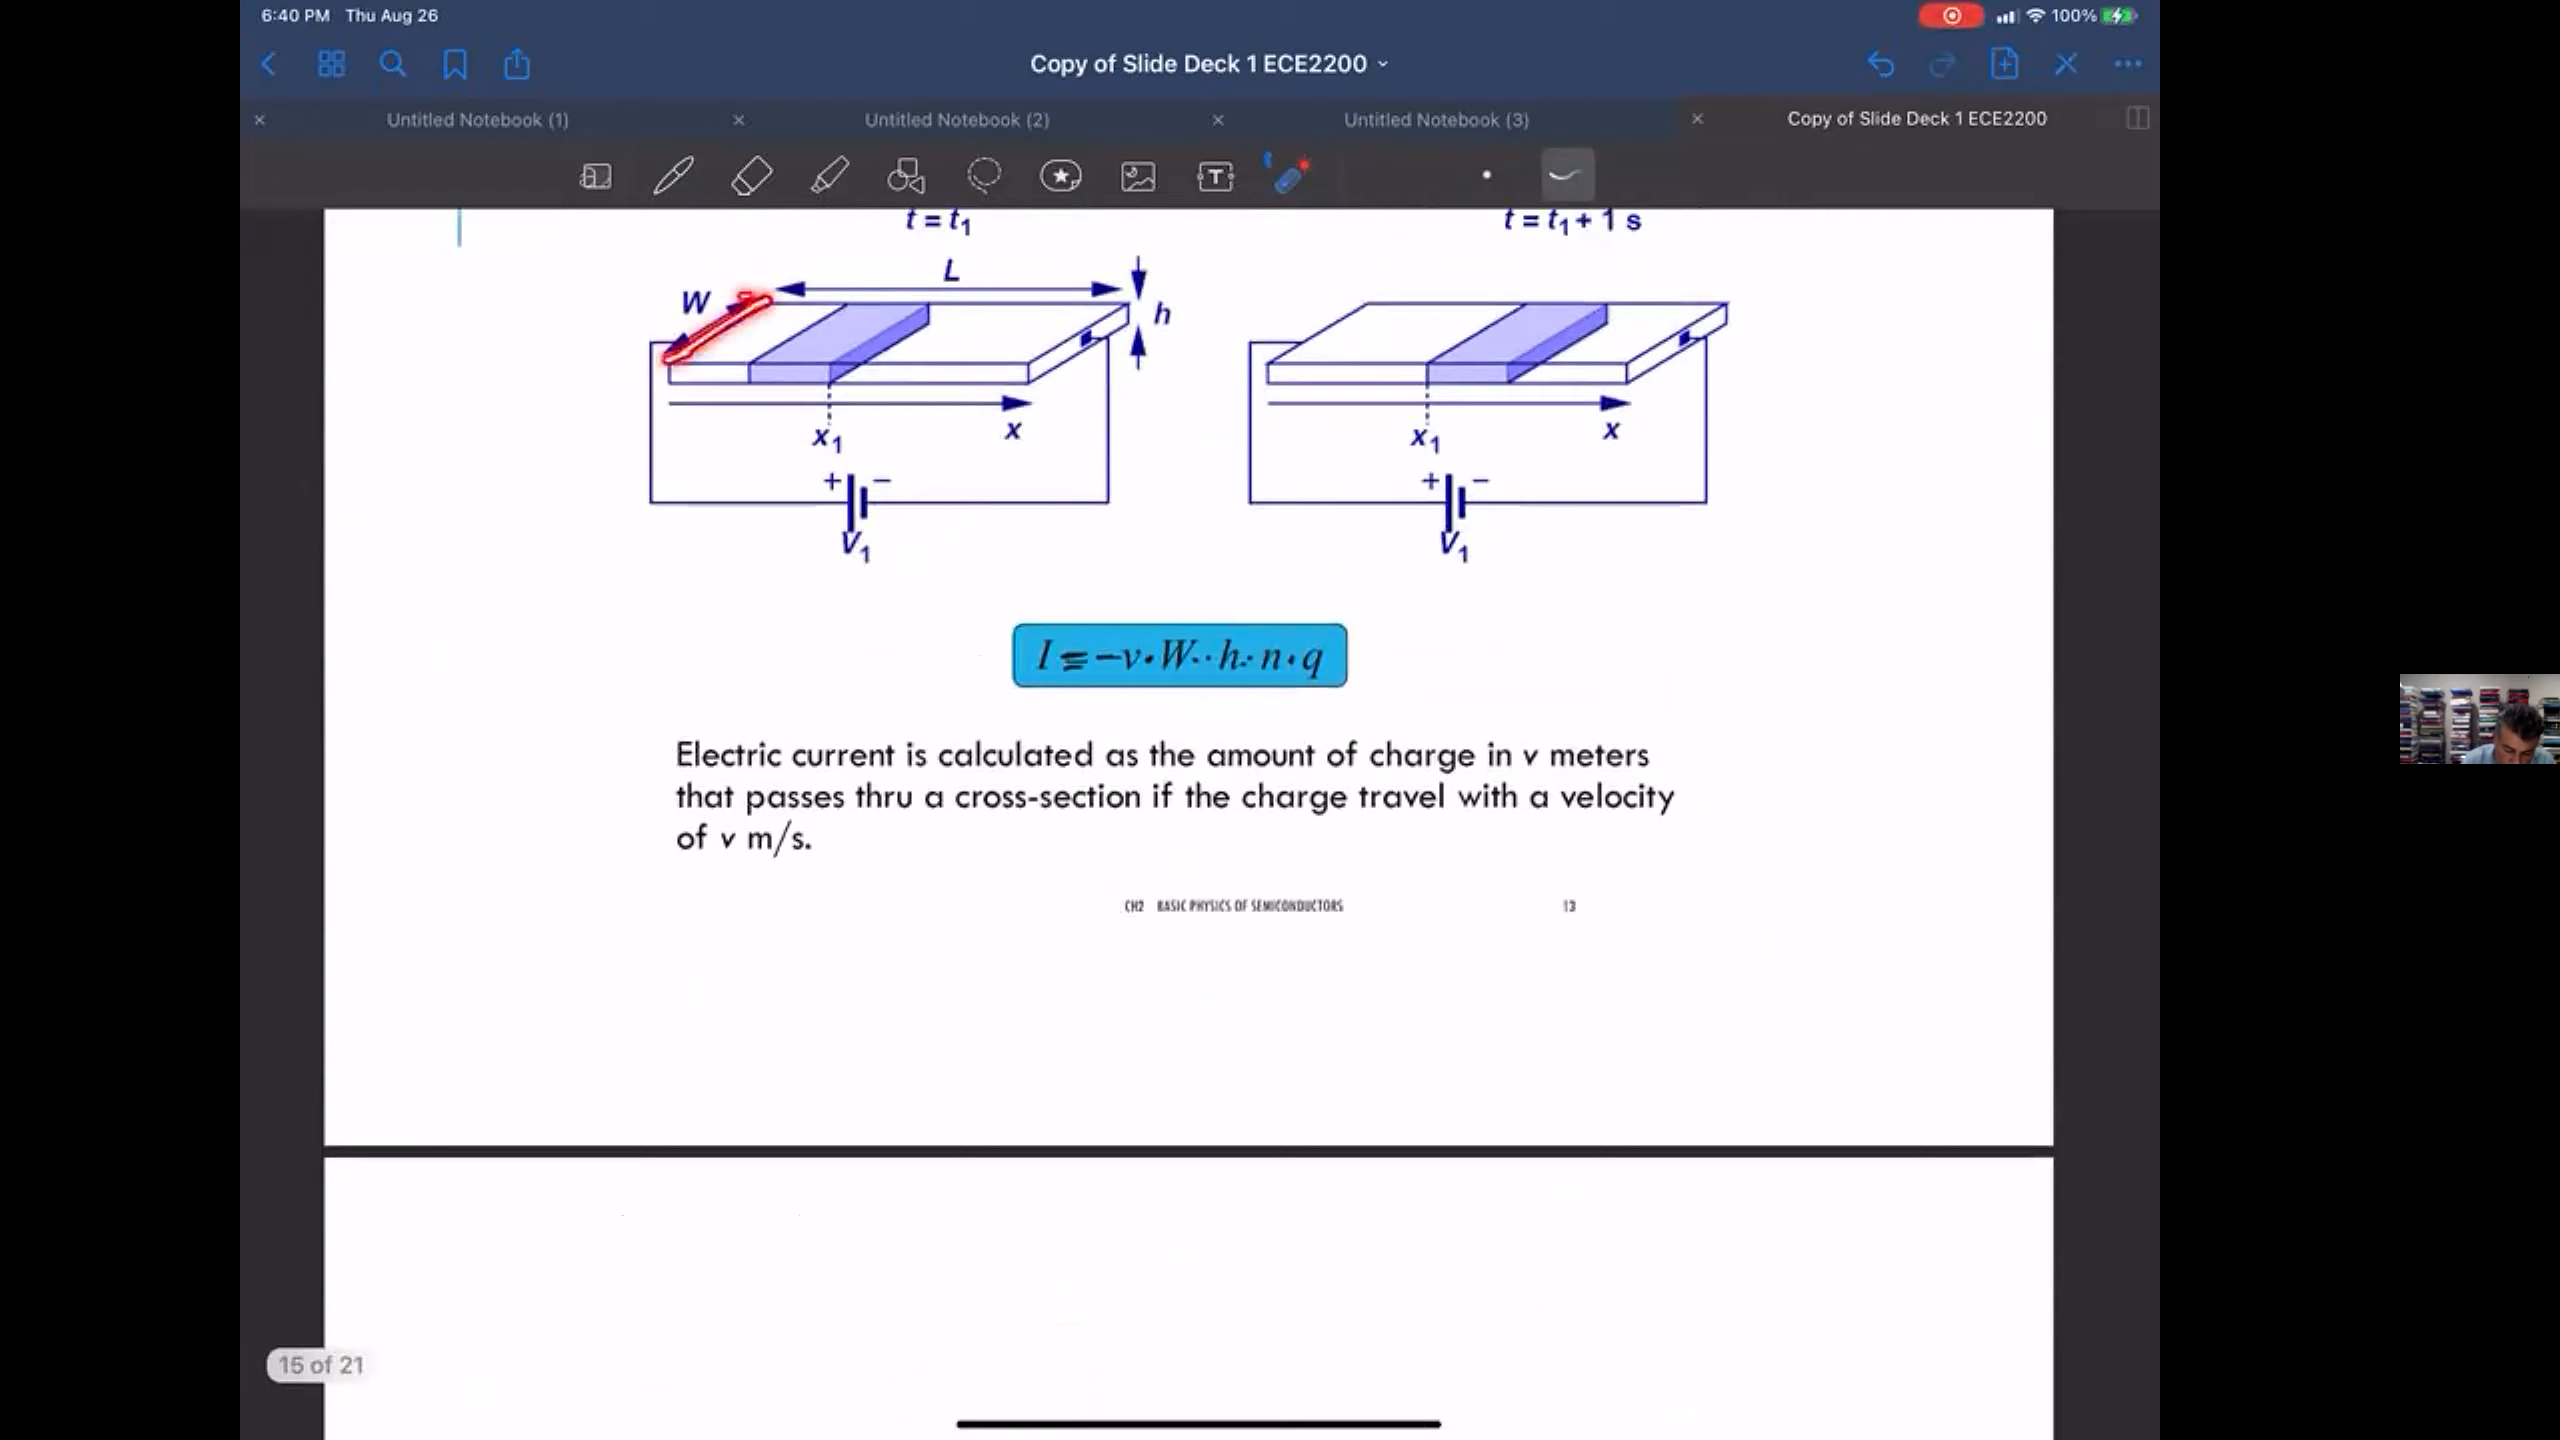 6:40 PM Thu Aug 26
100%
Copy of Slide Deck 1 ECE2200
Untitled Notebook (1)
Untitled Notebook (2)
Untitled Notebook (3)
Copy of Slide Deck 1 ECE2200
t = t1
t = t1 + 1 s
L
W
h
x1
x
x1
x
+ −
+ −
V1
V1
I = −v·W·h·n·q
Electric current is calculated as the amount of charge in v meters
that passes thru a cross-section if the charge travel with a velocity
of v m/s.
CH2 BASIC PHYSICS OF SEMICONDUCTORS
13
15 of 21